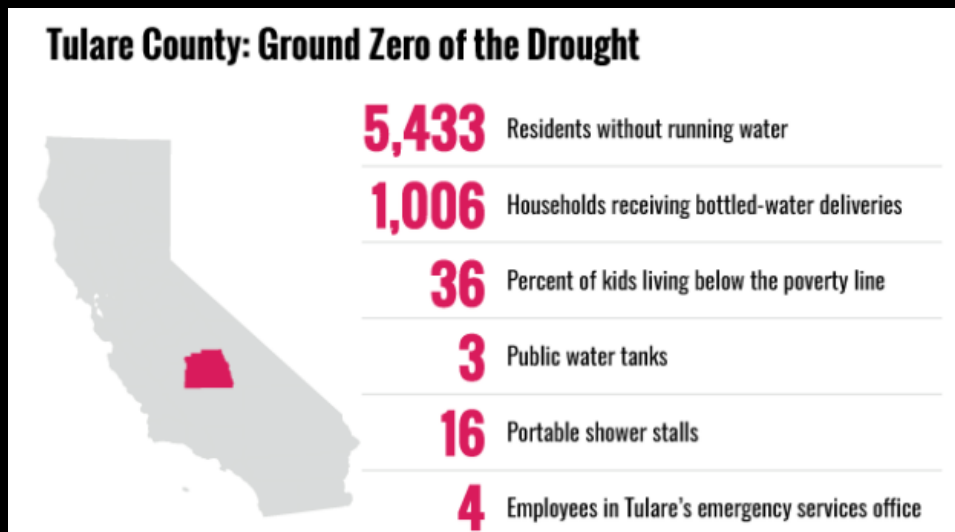 Tulare County: Ground Zero of the Drought
5,433 Residents without running water
1,006 Households receiving bottled-water deliveries
36 Percent of kids living below the poverty line
3 Public water tanks
16 Portable shower stalls
4 Employees in Tulare's emergency services office